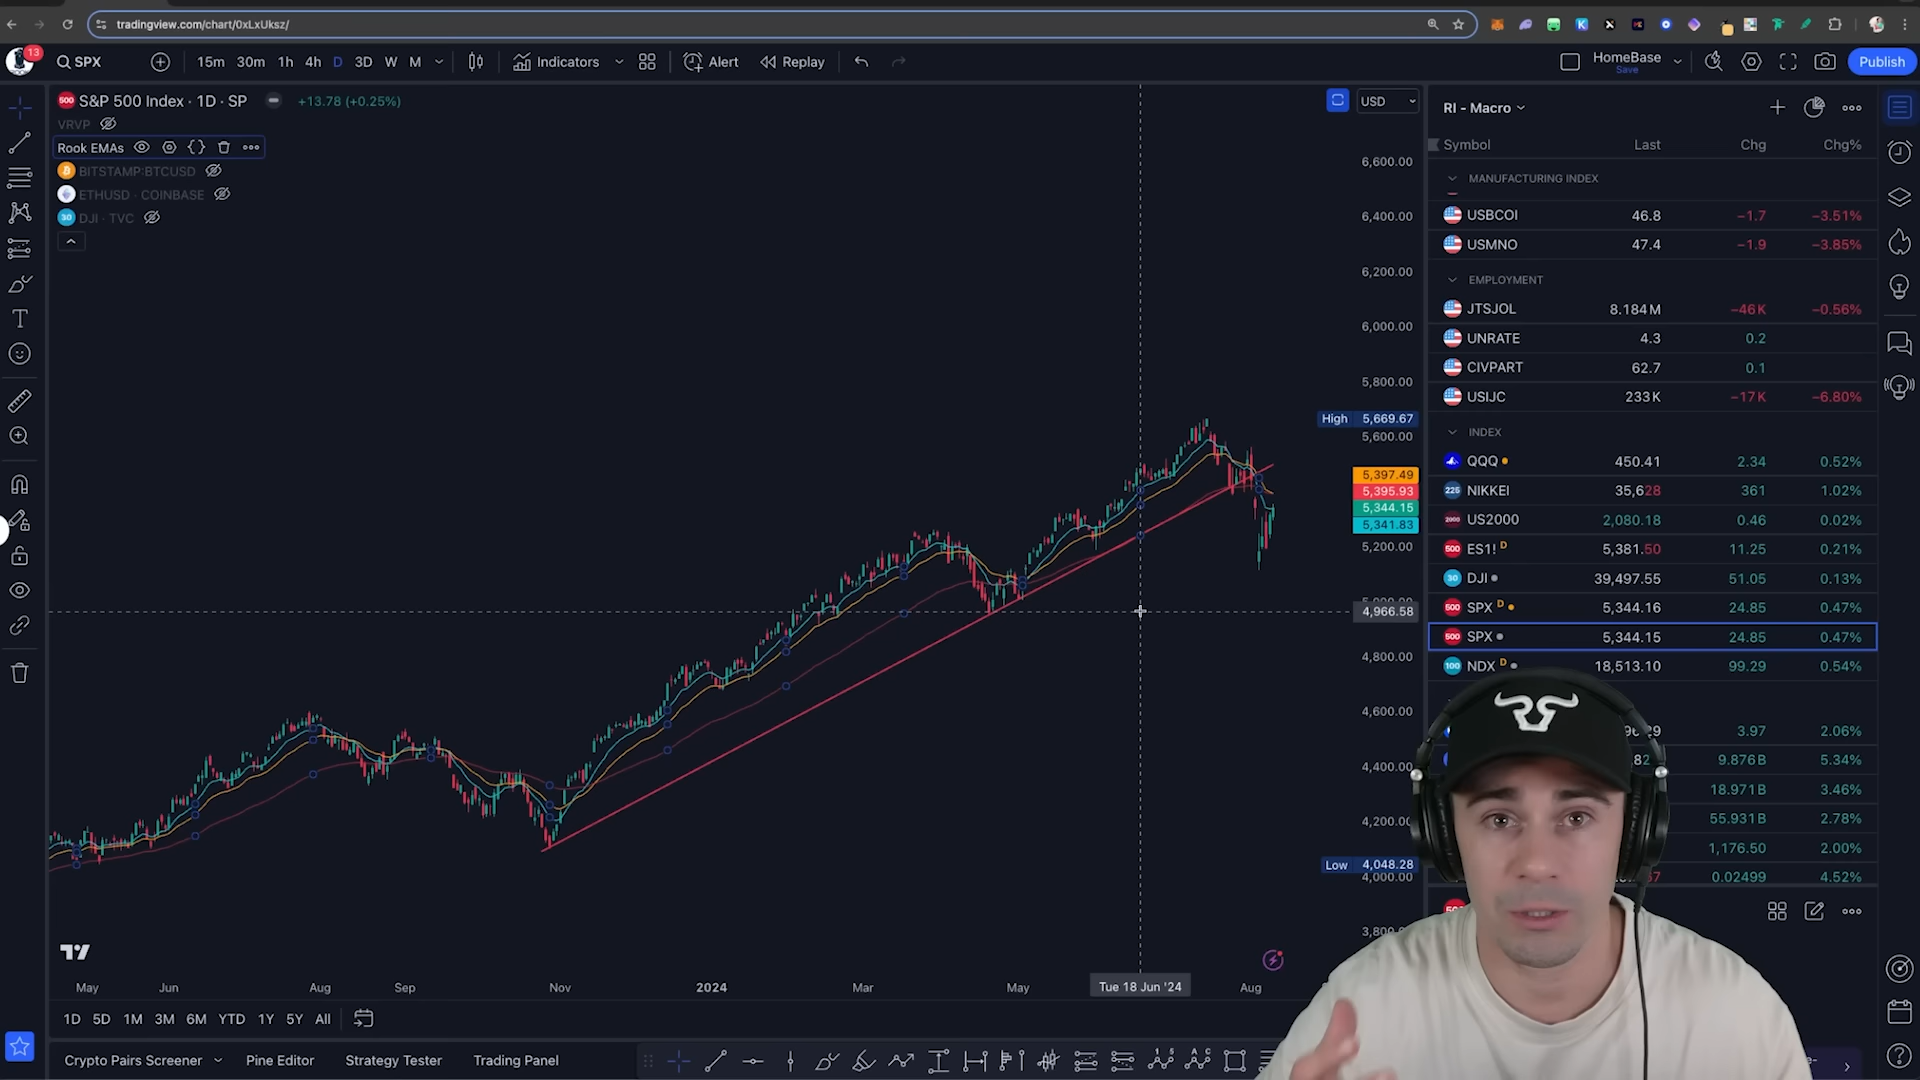 tradingview.com/chart/0xLxUksz/
13
SPX
15m 30m 1h 4h D 3D W M
Indicators
Alert
Replay
HomeBase
Save
Publish
S&P 500 Index · 1D · SP
+13.78 (+0.25%)
USD
VRVP
Rook EMAs
BITSTAMP:BTCUSD
ETHUSD · COINBASE
DJI · TVC
6,600.00
6,400.00
6,200.00
6,000.00
5,800.00
High 5,669.67
5,600.00
5,397.49
5,395.93
5,344.15
5,341.83
5,200.00
4,966.58
4,800.00
4,600.00
4,400.00
4,200.00
Low 4,048.28
4,000.00
May Jun Aug Sep Nov 2024 Mar May Tue 18 Jun '24 Aug
1D 5D 1M 3M 6M YTD 1Y 5Y All
Crypto Pairs Screener Pine Editor Strategy Tester Trading Panel
RI - Macro
Symbol Last Chg Chg%
MANUFACTURING INDEX
USBCOI 46.8 −1.7 −3.51%
USMNO 47.4 −1.9 −3.85%
EMPLOYMENT
JTSJOL 8.184M −46K −0.56%
UNRATE 4.3 0.2
CIVPART 62.7 0.1
USIJC 233K −17K −6.80%
INDEX
QQQ 450.41 2.34 0.52%
NIKKEI 35,628 361 1.02%
US2000 2,080.18 0.46 0.02%
ES1! D 5,381.50 11.25 0.21%
DJI 39,497.55 51.05 0.13%
SPX D 5,344.16 24.85 0.47%
SPX 5,344.15 24.85 0.47%
NDX D 18,513.10 99.29 0.54%
3.97 2.06%
9.876B 5.34%
18.971B 3.46%
55.931B 2.78%
1,176.50 2.00%
0.02499 4.52%